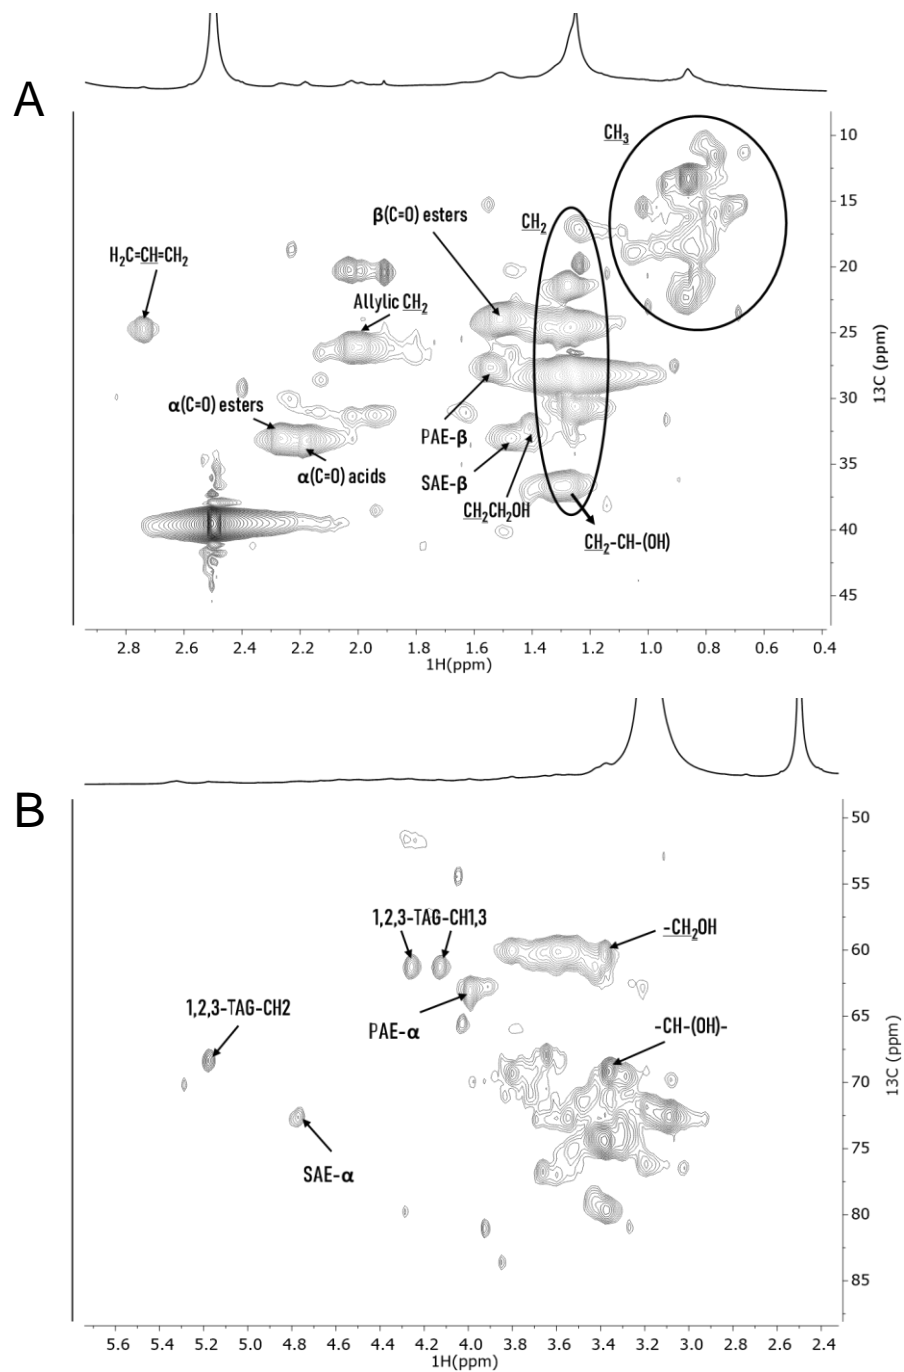 A
CH3
β(C=O) esters
CH2
H2C=CH=CH2
Allylic CH2
α(C=O) esters
α(C=O) acids
PAE-β
SAE-β
CH2CH2OH
CH2-CH-(OH)
10
15
20
25
30
35
40
45
13C (ppm)
2.8 2.6 2.4 2.2 2.0 1.8 1.6 1.4 1.2 1.0 0.8 0.6 0.4
1H(ppm)
B
1,2,3-TAG-CH1,3
-CH2OH
1,2,3-TAG-CH2
PAE-α
-CH-(OH)-
SAE-α
50
55
60
65
70
75
80
85
13C (ppm)
5.6 5.4 5.2 5.0 4.8 4.6 4.4 4.2 4.0 3.8 3.6 3.4 3.2 3.0 2.8 2.6 2.4
1H(ppm)